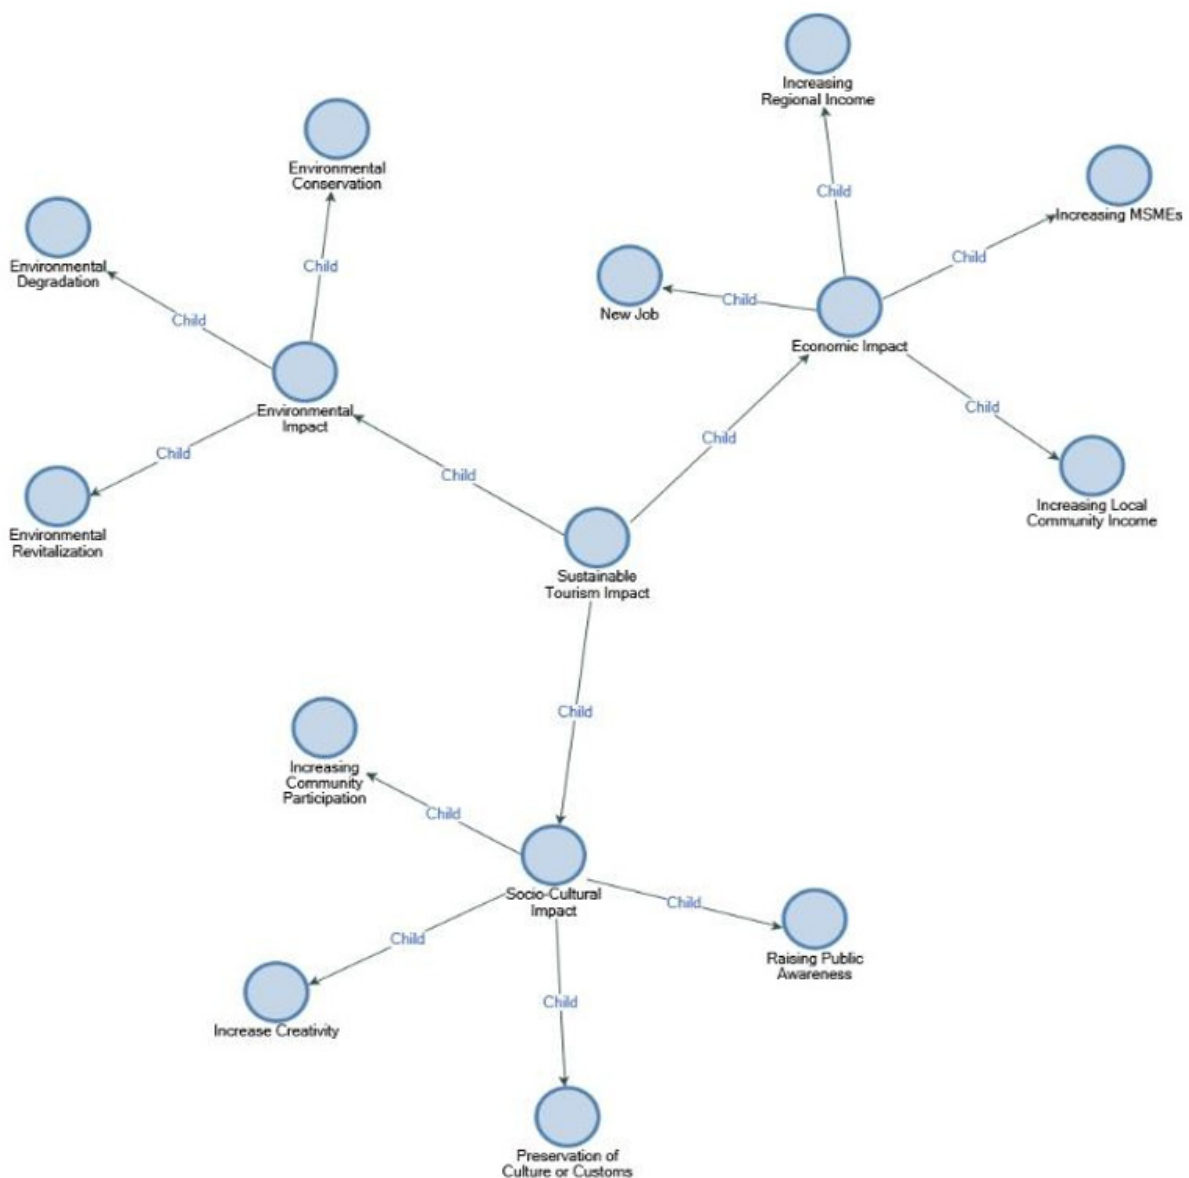 Increasing
Regional Income
Child
Environmental
Conservation
Increasing MSMEs
Child
Child
New Job
Child
Economic Impact
Environmental
Degradation
Child
Child
Environmental
Impact
Child
Child
Child
Child
Increasing Local
Community Income
Environmental
Revitalization
Sustainable
Tourism Impact
Child
Increasing
Community
Participation
Child
Socio-Cultural
Impact
Child
Raising Public
Awareness
Child
Increase Creativity
Child
Preservation of
Culture or Customs